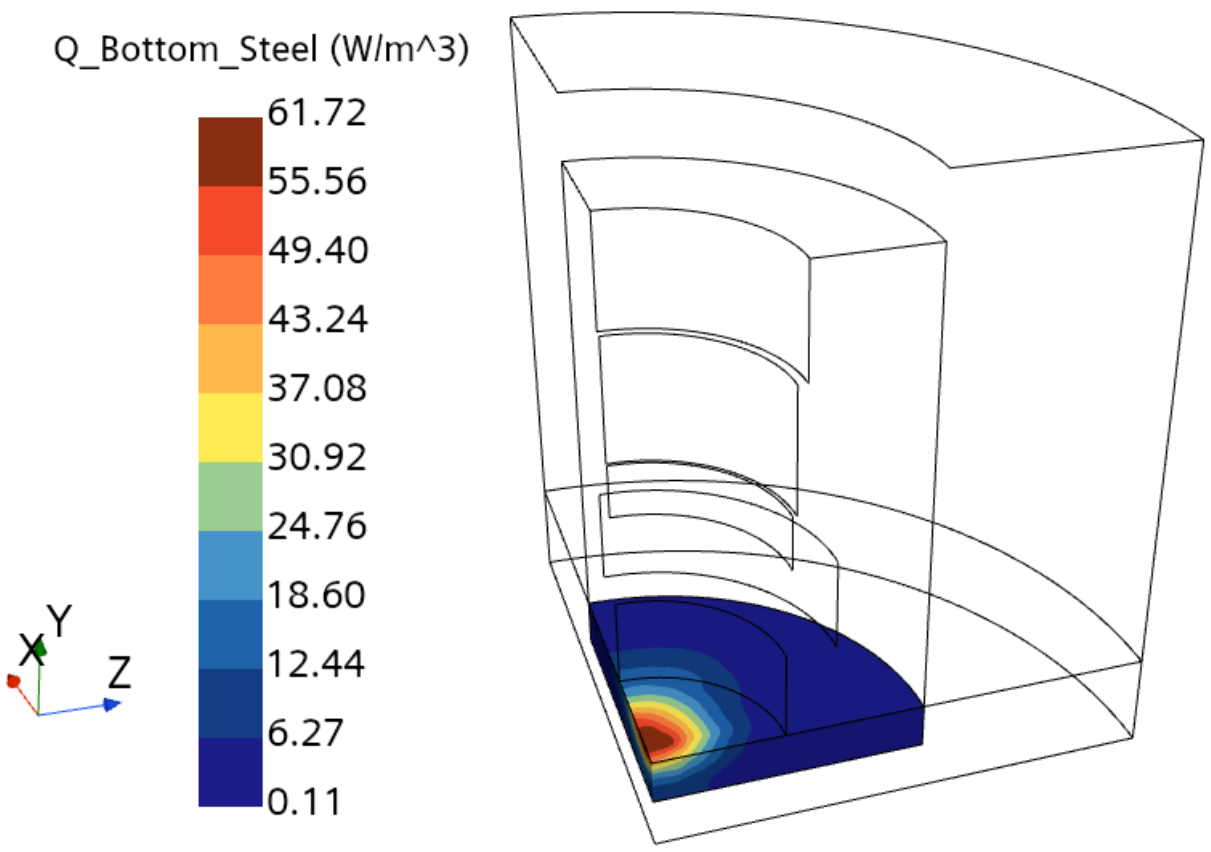 Q_Bottom_Steel (W/m^3)
61.72
55.56
49.40
43.24
37.08
30.92
24.76
18.60
12.44
6.27
0.11
Y
X
Z